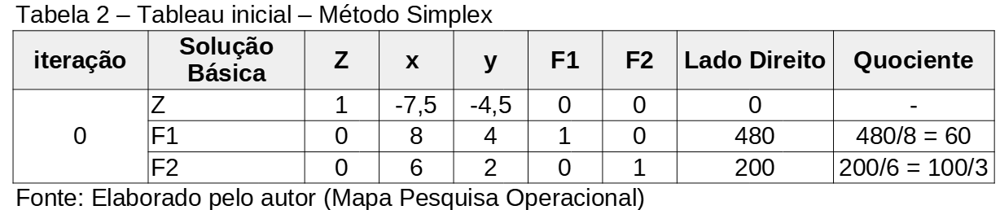 Tabela 2 – Tableau inicial – Método Simplex
iteração Solução Básica Z x y F1 F2 Lado Direito Quociente
0
Z 1 -7,5 -4,5 0 0 0 -
F1 0 8 4 1 0 480 480/8 = 60
F2 0 6 2 0 1 200 200/6 = 100/3
Fonte: Elaborado pelo autor (Mapa Pesquisa Operacional)